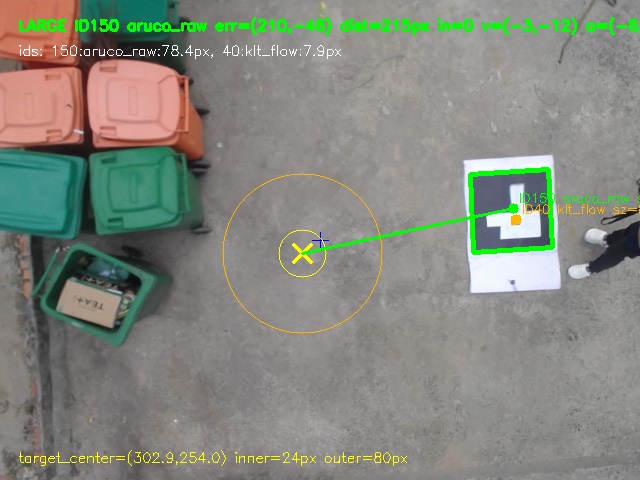 LARGE ID150 aruco_raw err=(210,-46) dist=215px in=0 v=(-3,-12) a=(-8
ids: 150:aruco_raw:78.4px, 40:klt_flow:7.9px
ID150 aruco_raw s
ID40 klt_flow sz=
TEA+
target_center=(302.9,254.0) inner=24px outer=80px